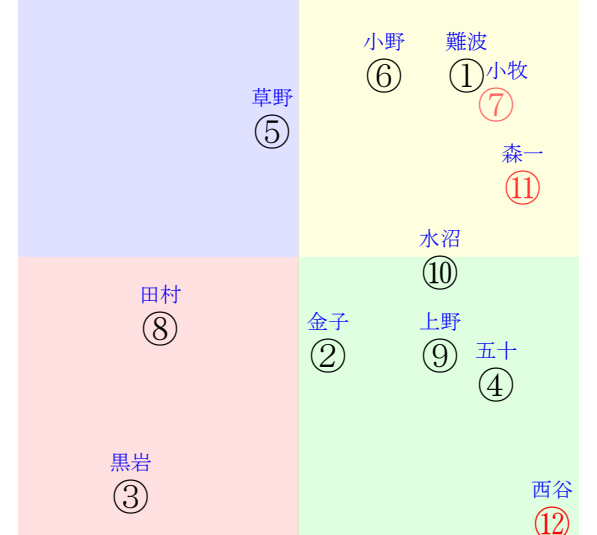 小野
⑥
難波
①
小牧
⑦
草野
⑤
森一
⑪
水沼
⑩
田村
⑧
金子
②
上野
⑨
五十
④
黒岩
③
西谷
⑫